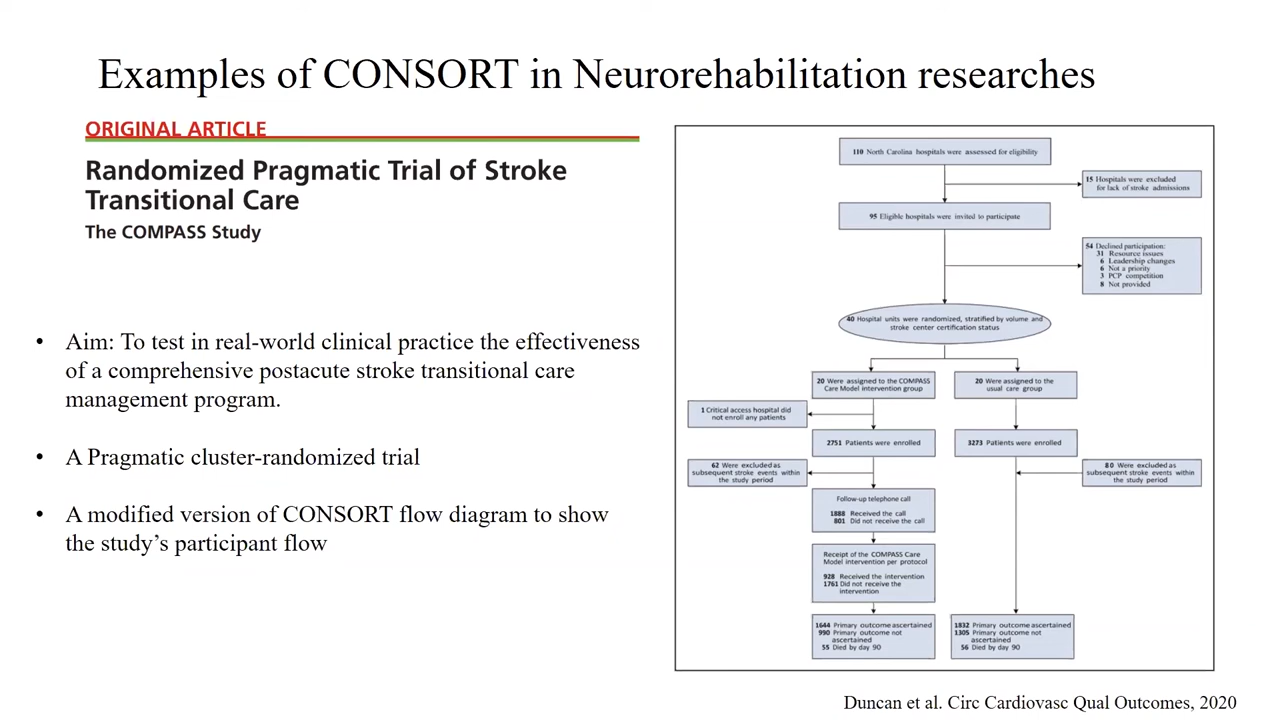 Examples of CONSORT in Neurorehabilitation researches
ORIGINAL ARTICLE
Randomized Pragmatic Trial of Stroke
Transitional Care
The COMPASS Study
• Aim: To test in real-world clinical practice the effectiveness
of a comprehensive postacute stroke transitional care
management program.
• A Pragmatic cluster-randomized trial
• A modified version of CONSORT flow diagram to show
the study’s participant flow
110 North Carolina hospitals were assessed for eligibility
15 Hospitals were excluded
for lack of stroke admissions
95 Eligible hospitals were invited to participate
54 Declined participation:
31 Resource issues
6 Leadership changes
6 Not a priority
3 PCP competition
8 Not provided
40 Hospital units were randomized, stratified by volume and
stroke center certification status
20 Were assigned to the COMPASS
Care Model intervention group
20 Were assigned to the
usual care group
1 Critical access hospital did
not enroll any patients
2751 Patients were enrolled
3273 Patients were enrolled
62 Were excluded as
subsequent stroke events within
the study period
80 Were excluded as
subsequent stroke events within
the study period
Follow-up telephone call
1888 Received the call
801 Did not receive the call
Receipt of the COMPASS Care
Model intervention per protocol
928 Received the intervention
1761 Did not receive the
intervention
1644 Primary outcome ascertained
990 Primary outcome not
ascertained
55 Died by day 90
1832 Primary outcome ascertained
1305 Primary outcome not
ascertained
56 Died by day 90
Duncan et al. Circ Cardiovasc Qual Outcomes, 2020